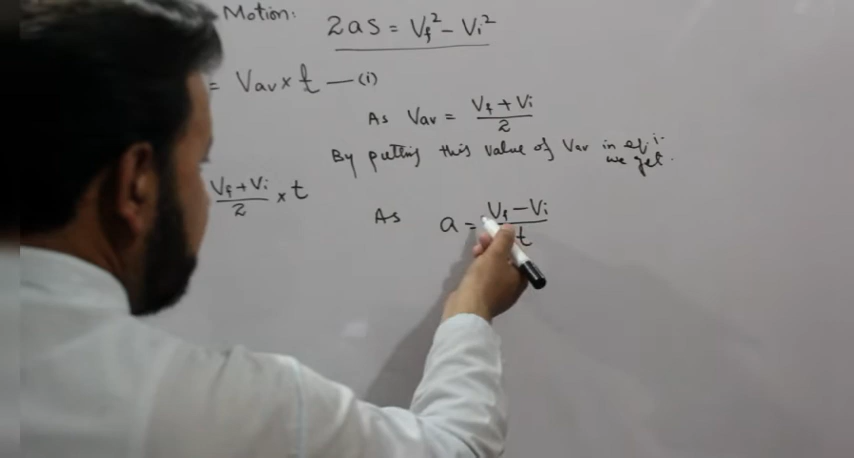 Motion:
2as = Vf² - Vi²
= Vav × t — (i)
As Vav = Vf + Vi / 2
By putting this value of Vav in eq i.
we get.
Vf + Vi / 2 × t
As a = Vf - Vi / t